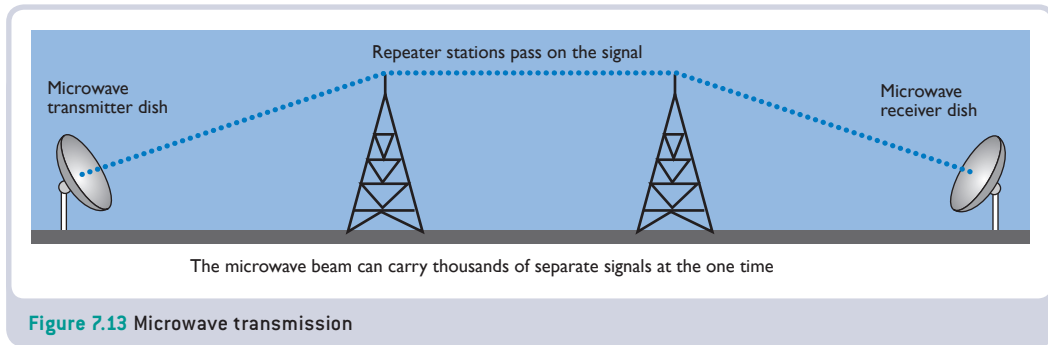 Repeater stations pass on the signal
Microwave
transmitter dish
Microwave
receiver dish
The microwave beam can carry thousands of separate signals at the one time
Figure 7.13 Microwave transmission